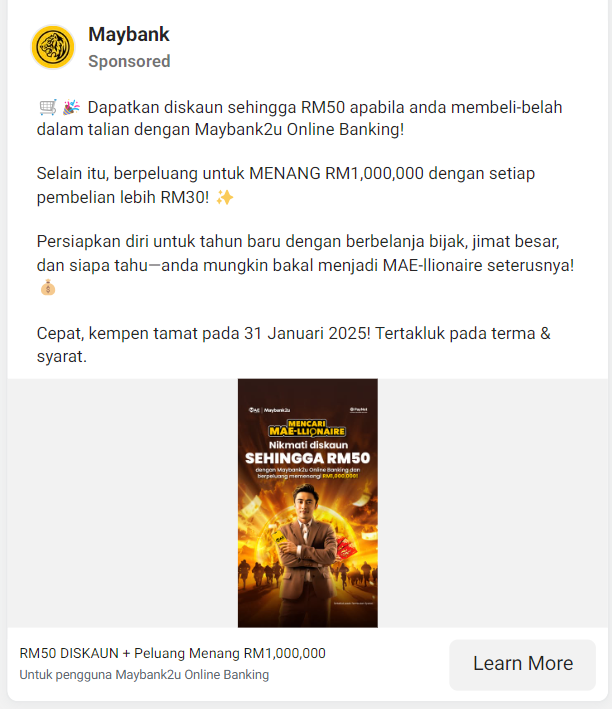 Maybank
Sponsored
🛒 🎉 Dapatkan diskaun sehingga RM50 apabila anda membeli-belah
dalam talian dengan Maybank2u Online Banking!
Selain itu, berpeluang untuk MENANG RM1,000,000 dengan setiap
pembelian lebih RM30! ✨
Persiapkan diri untuk tahun baru dengan berbelanja bijak, jimat besar,
dan siapa tahu—anda mungkin bakal menjadi MAE-llionaire seterusnya!
💰
Cepat, kempen tamat pada 31 Januari 2025! Tertakluk pada terma &
syarat.
MAE | Maybank2u
PayNet
MENCARI
MAE-LLIONAIRE
Nikmati diskaun
SEHINGGA RM50
dengan Maybank2u Online Banking dan
berpeluang memenangi RM1,000,000!
RM50 DISKAUN + Peluang Menang RM1,000,000
Untuk pengguna Maybank2u Online Banking
Learn More